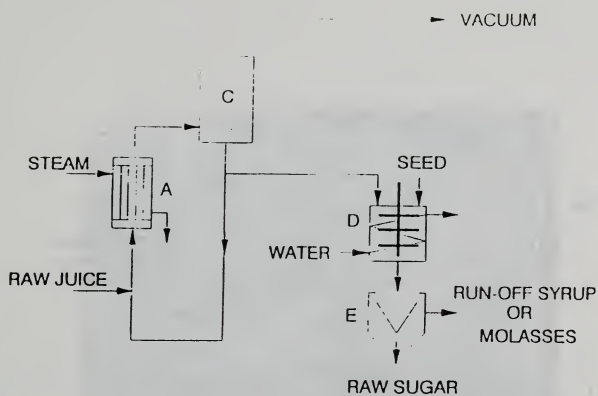 VACUUM
C
STEAM
A
SEED
D
WATER
RAW JUICE
E
RUN-OFF SYRUP
OR
MOLASSES
RAW SUGAR